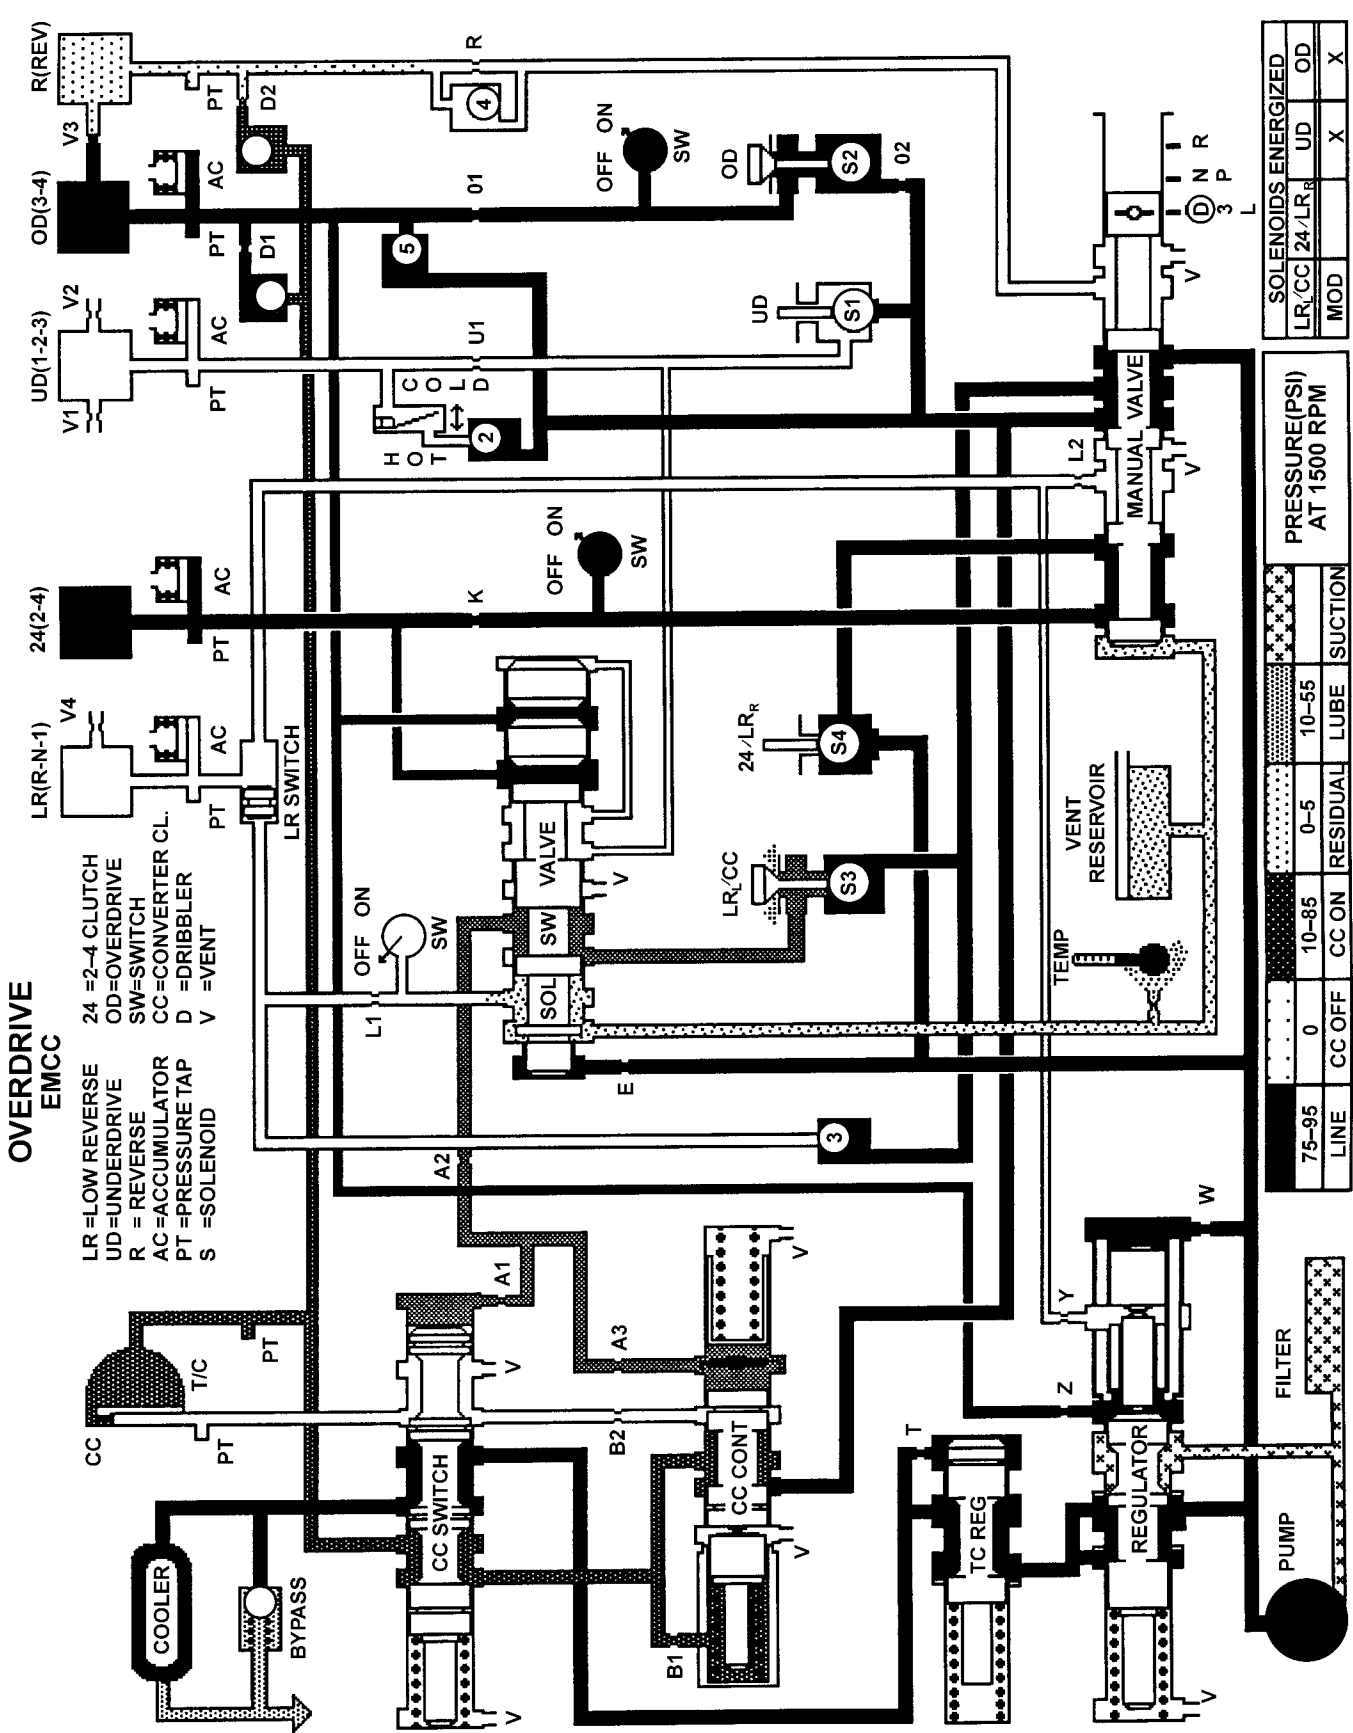 OVERDRIVE
EMCC
LR =LOW REVERSE
UD =UNDERDRIVE
R = REVERSE
AC =ACCUMULATOR
PT =PRESSURE TAP
S =SOLENOID
24 =2–4 CLUTCH
OD=OVERDRIVE
SW=SWITCH
CC =CONVERTER CL.
D =DRIBBLER
V =VENT
CC
T/C
PT
PT
COOLER
BYPASS
CC SWITCH
V
V
A1
A2
A3
B1
B2
CC CONT
V
V
T
TC REG
REGULATOR
V
Z
Y
W
PUMP
FILTER
LR(R-N-1)
V4
AC
PT
LR SWITCH
24(2-4)
AC
PT
UD(1-2-3)
V1
V2
AC
PT
OD(3-4)
V3
AC
PT
D1
R(REV)
PT
D2
L1
OFF ON
SW
SOL
SW
VALVE
V
E
3
K
OFF ON
SW
HOT
COLD
2
U1
5
01
4
R
OFF ON
SW
LRL/CC
S3
24/LRR
S4
UD
S1
OD
S2
02
TEMP
VENT
RESERVOIR
L2
MANUAL VALVE
V
V
D N R
3 P
L
75–95
0
10–85
0–5
10–55
LINE
CC OFF
CC ON
RESIDUAL
LUBE
SUCTION
PRESSURE(PSI)
AT 1500 RPM
SOLENOIDS ENERGIZED
LRL/CC 24/LRR UD OD
MOD X X